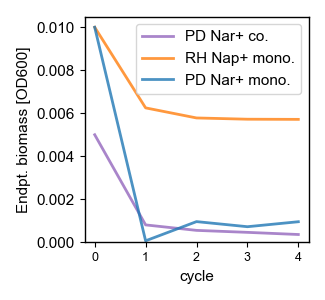 Endpt. biomass [OD600]
0.010
0.008
0.006
0.004
0.002
0.000
PD Nar+ co.
RH Nap+ mono.
PD Nar+ mono.
0 1 2 3 4
cycle